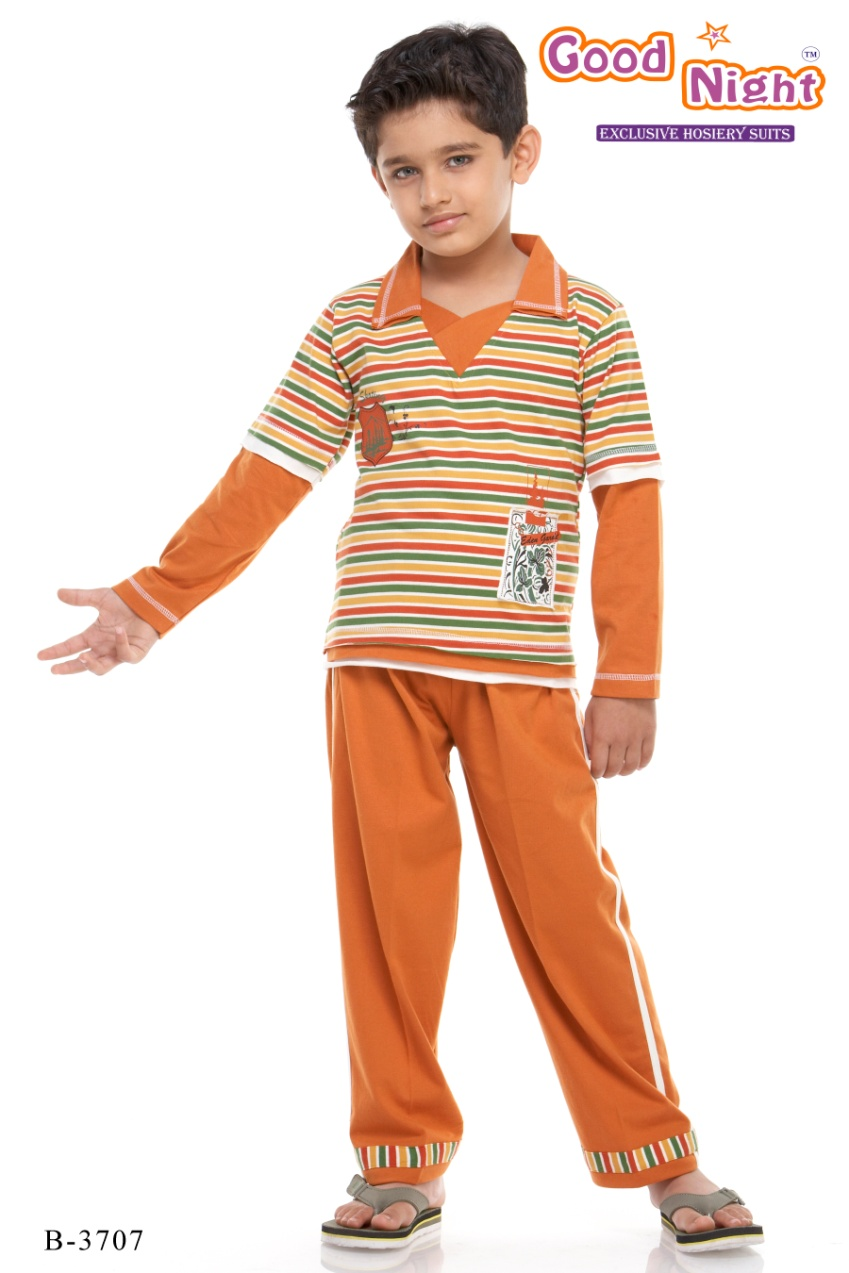 Good
Night
TM
EXCLUSIVE HOSIERY SUITS
B-3707